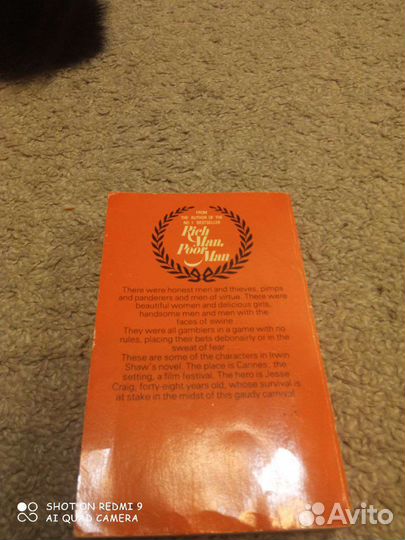 FROM
THE AUTHOR OF THE
NO. 1 BESTSELLER
Rich
Man,
Poor
Man
There were honest men and thieves, pimps
and panderers and men of virtue. There were
beautiful women and delicious girls,
handsome men and men with the
faces of swine . . .
They were all gamblers in a game with no
rules, placing their bets debonairly or in the
sweat of fear . . .
These are some of the characters in Irwin
Shaw's novel. The place is Cannes, the
setting, a film festival. The hero is Jesse
Craig, forty-eight years old, whose survival is
at stake in the midst of this gaudy carnival.
SHOT ON REDMI 9
AI QUAD CAMERA
Avito